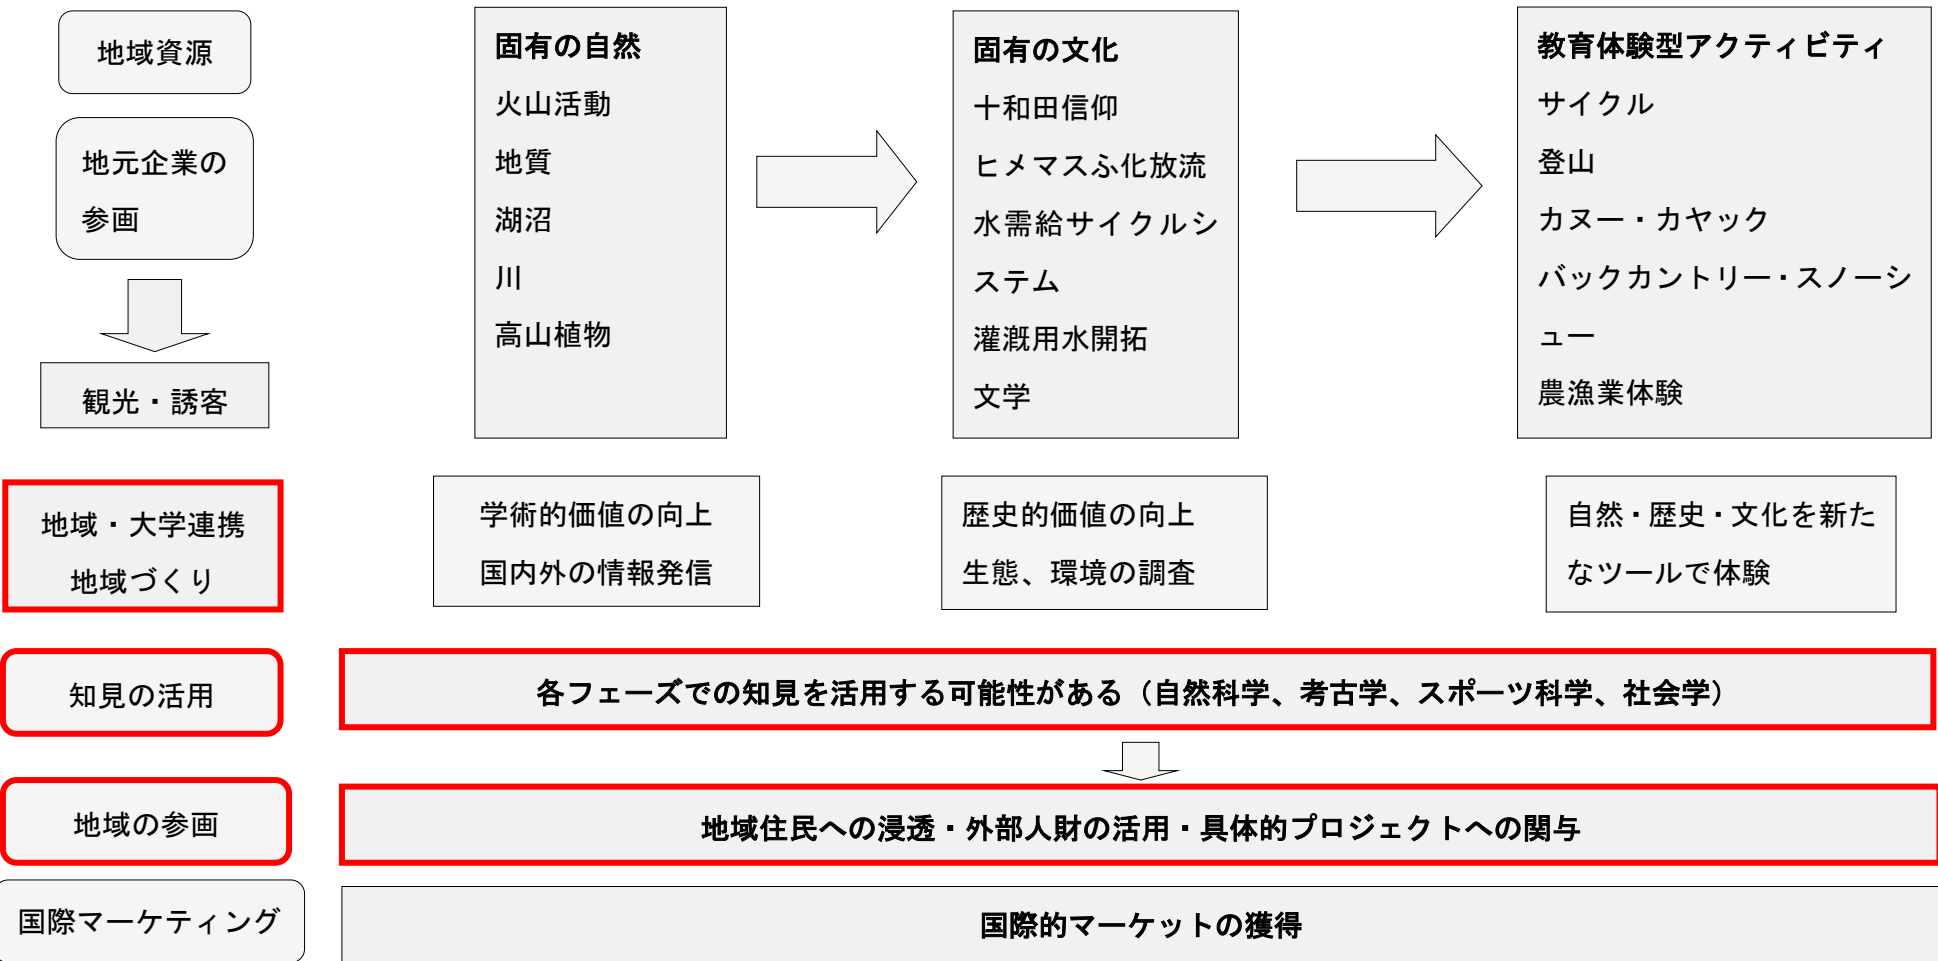 地域資源
地元企業の
参画
観光・誘客
固有の自然
火山活動
地質
湖沼
川
高山植物
固有の文化
十和田信仰
ヒメマスふ化放流
水需給サイクルシ
ステム
灌漑用水開拓
文学
教育体験型アクティビティ
サイクル
登山
カヌー・カヤック
バックカントリー・スノーシ
ュー
農漁業体験
地域・大学連携
地域づくり
学術的価値の向上
国内外の情報発信
歴史的価値の向上
生態、環境の調査
自然・歴史・文化を新た
なツールで体験
知見の活用
各フェーズでの知見を活用する可能性がある（自然科学、考古学、スポーツ科学、社会学）
地域の参画
地域住民への浸透・外部人財の活用・具体的プロジェクトへの関与
国際マーケティング
国際的マーケットの獲得